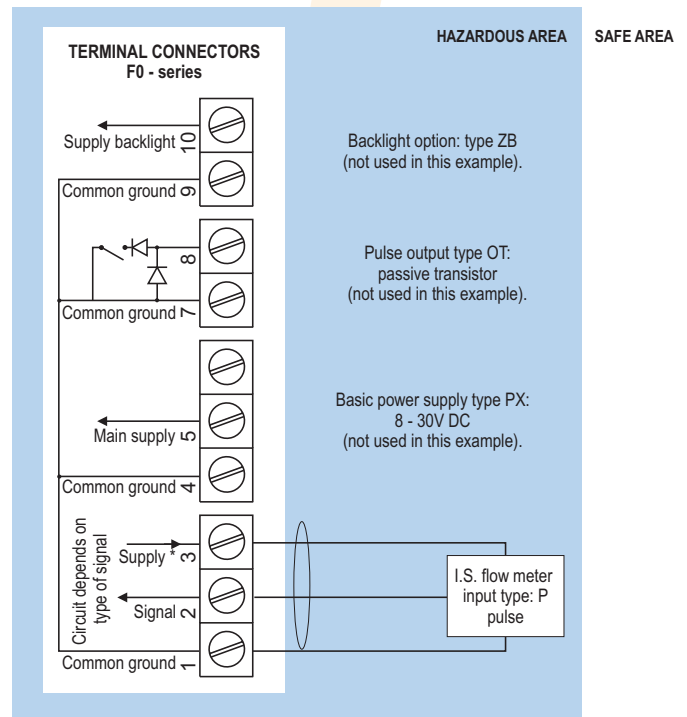 HAZARDOUS AREA
SAFE AREA
TERMINAL CONNECTORS
F0 - series
Supply backlight
10
Common ground
9
Backlight option: type ZB
(not used in this example).
8
Common ground
7
Pulse output type OT:
passive transistor
(not used in this example).
Main supply
5
Common ground
4
Basic power supply type PX:
8 - 30V DC
(not used in this example).
Circuit depends on
type of signal
Supply *
3
Signal
2
Common ground
1
I.S. flow meter
input type: P
pulse